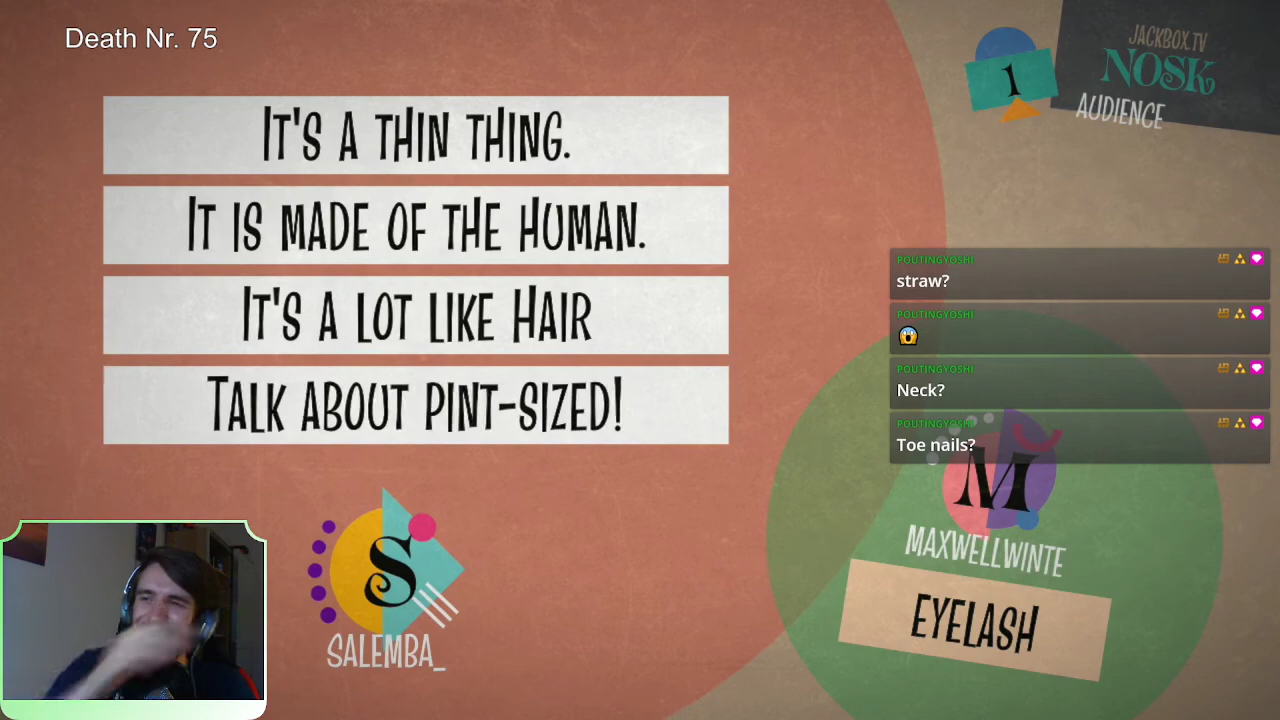 Death Nr. 75
JACKBOX.TV
NOSK
1
AUDIENCE
IT'S A THIN THING.
IT IS MADE OF THE HUMAN.
IT'S A LOT LIKE HAIR
TALK ABOUT PINT-SIZED!
POUTINGYOSHI
straw?
POUTINGYOSHI
POUTINGYOSHI
Neck?
POUTINGYOSHI
Toe nails?
M
MAXWELLWINTE
EYELASH
S
SALEMBA_